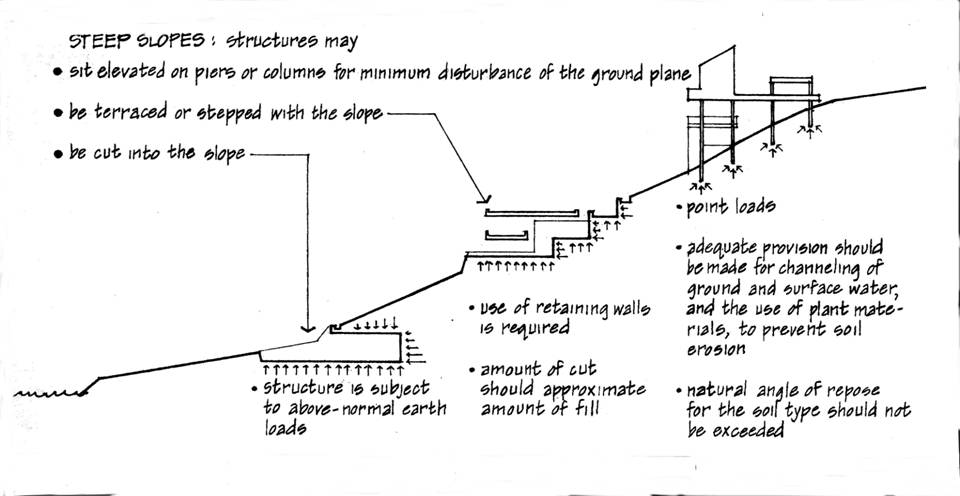 STEEP SLOPES: structures may
• sit elevated on piers or columns for minimum disturbance of the ground plane
• be terraced or stepped with the slope
• be cut into the slope
• structure is subject
to above-normal earth
loads
• use of retaining walls
is required
• amount of cut
should approximate
amount of fill
• point loads
• adequate provision should
be made for channeling of
ground and surface water,
and the use of plant mate-
rials, to prevent soil
erosion
• natural angle of repose
for the soil type should not
be exceeded